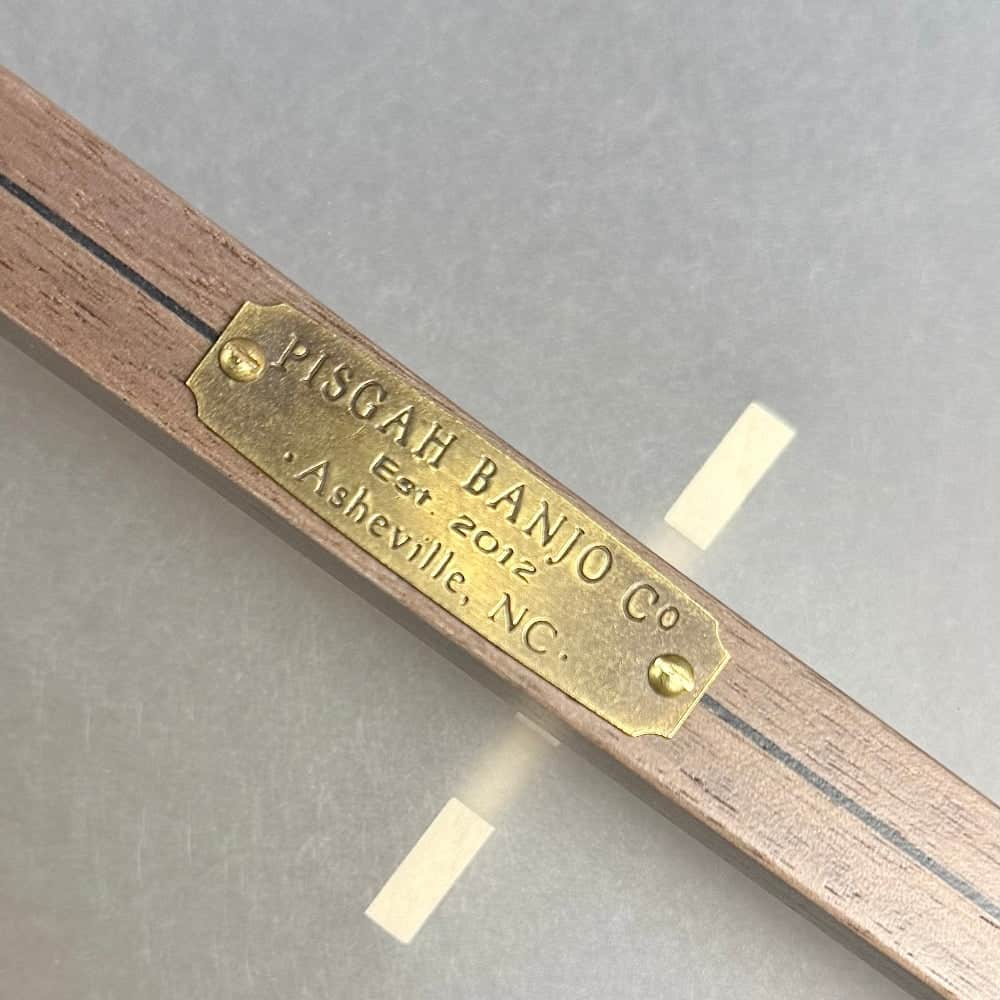 PISGAH BANJO Co
Est. 2012
·Asheville, NC·